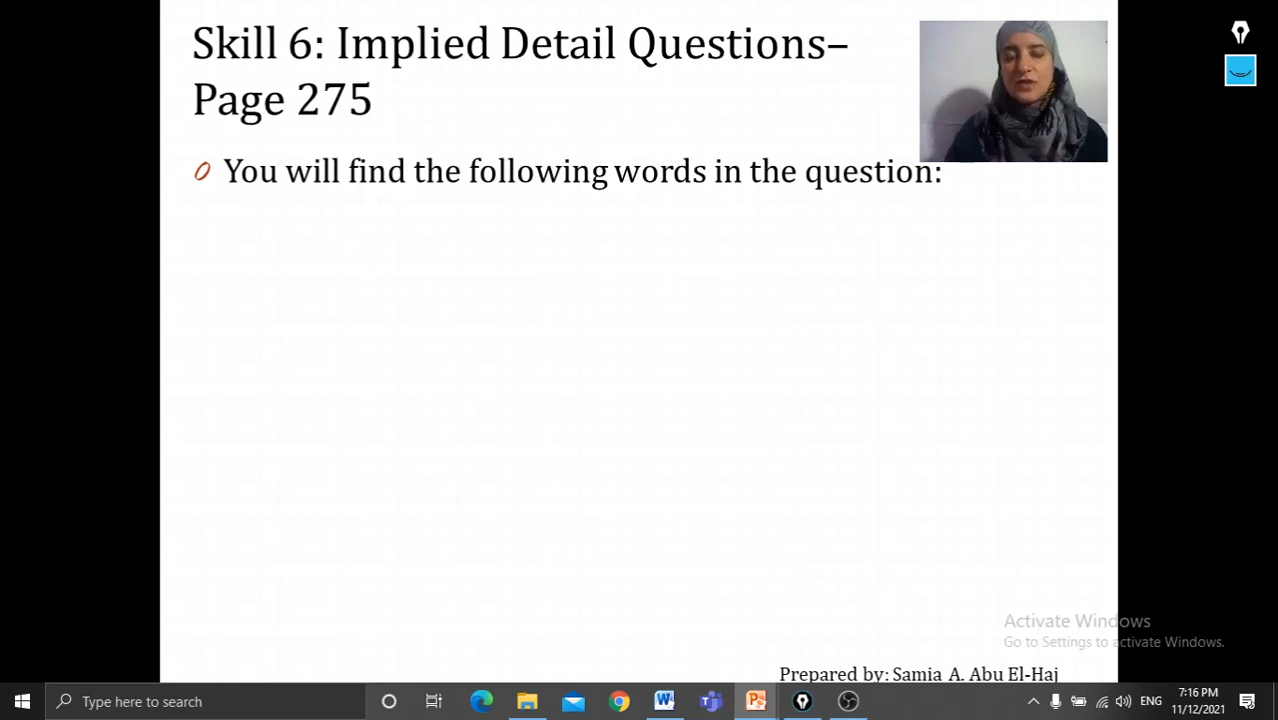 Skill 6: Implied Detail Questions–
Page 275
You will find the following words in the question:
Activate Windows
Go to Settings to activate Windows.
Prepared by: Samia A. Abu El-Haj
Type here to search
ENG
7:16 PM
11/12/2021